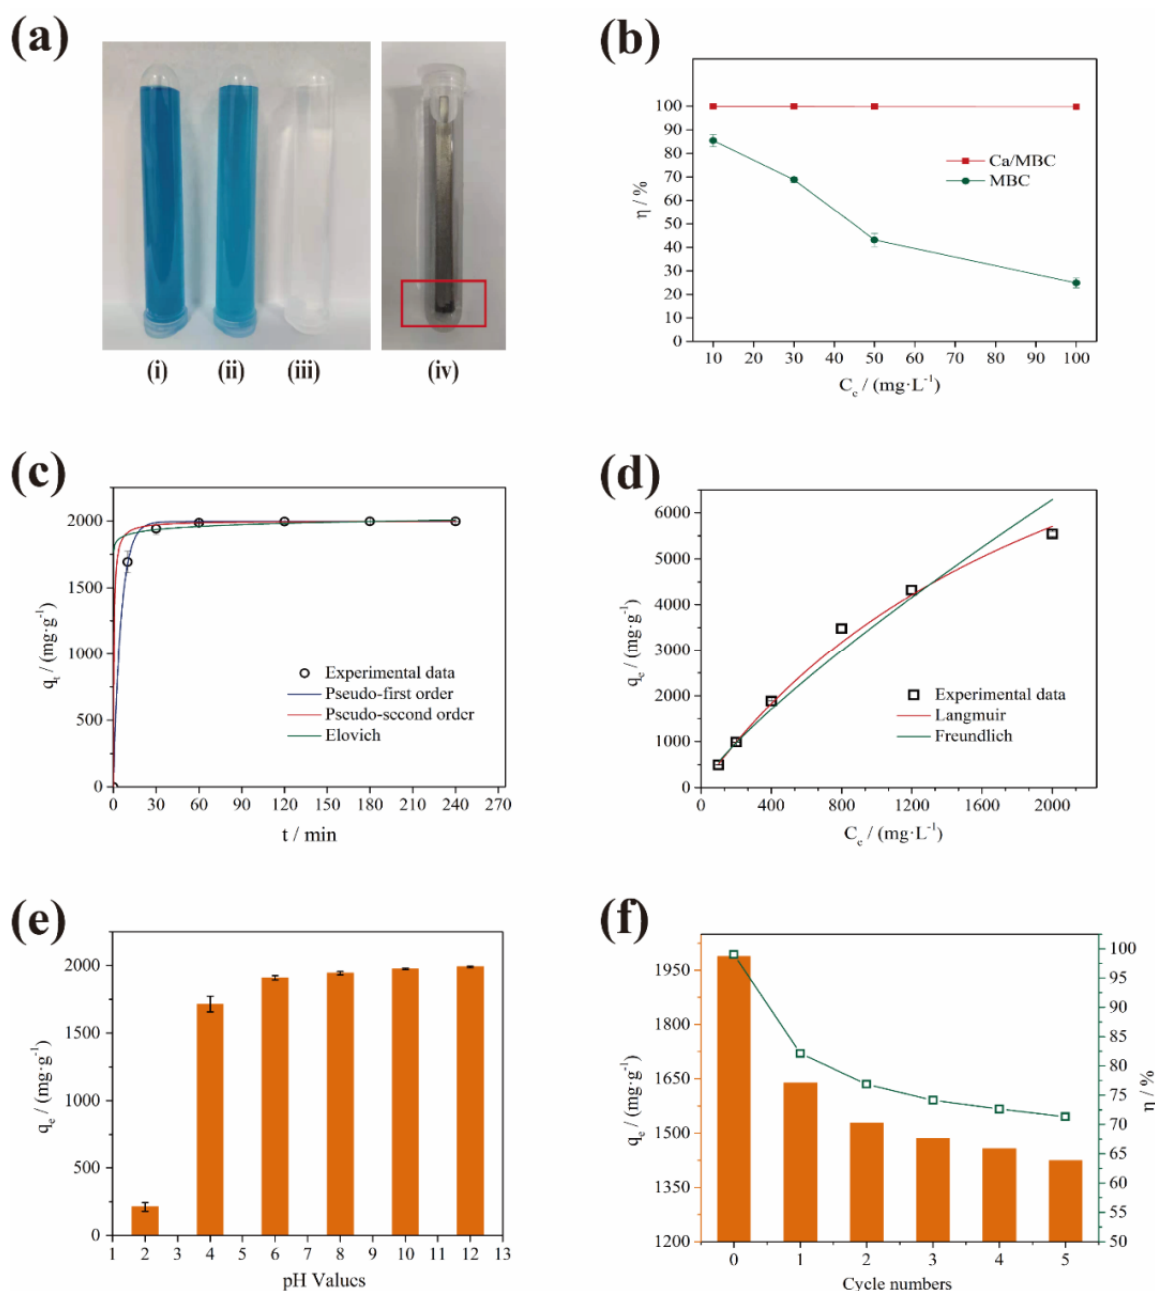 (a)
(i)
(ii)
(iii)
(iv)
(b)
100
90
80
70
60
50
40
30
20
10
0
η / %
Ca/MBC
MBC
10 20 30 40 50 60 70 80 90 100
Cₑ / (mg·L⁻¹)
(c)
2000
1500
1000
500
0
qₜ / (mg·g⁻¹)
Experimental data
Pseudo-first order
Pseudo-second order
Elovich
0 30 60 90 120 150 180 210 240 270
t / min
(d)
6000
5000
4000
3000
2000
1000
0
qₑ / (mg·g⁻¹)
Experimental data
Langmuir
Freundlich
0 400 800 1200 1600 2000
Cₑ / (mg·L⁻¹)
(e)
2000
1500
1000
500
0
qₑ / (mg·g⁻¹)
1 2 3 4 5 6 7 8 9 10 11 12 13
pH Values
(f)
1950
1800
1650
1500
1350
1200
qₑ / (mg·g⁻¹)
100
95
90
85
80
75
70
65
60
55
50
η / %
0 1 2 3 4 5
Cycle numbers